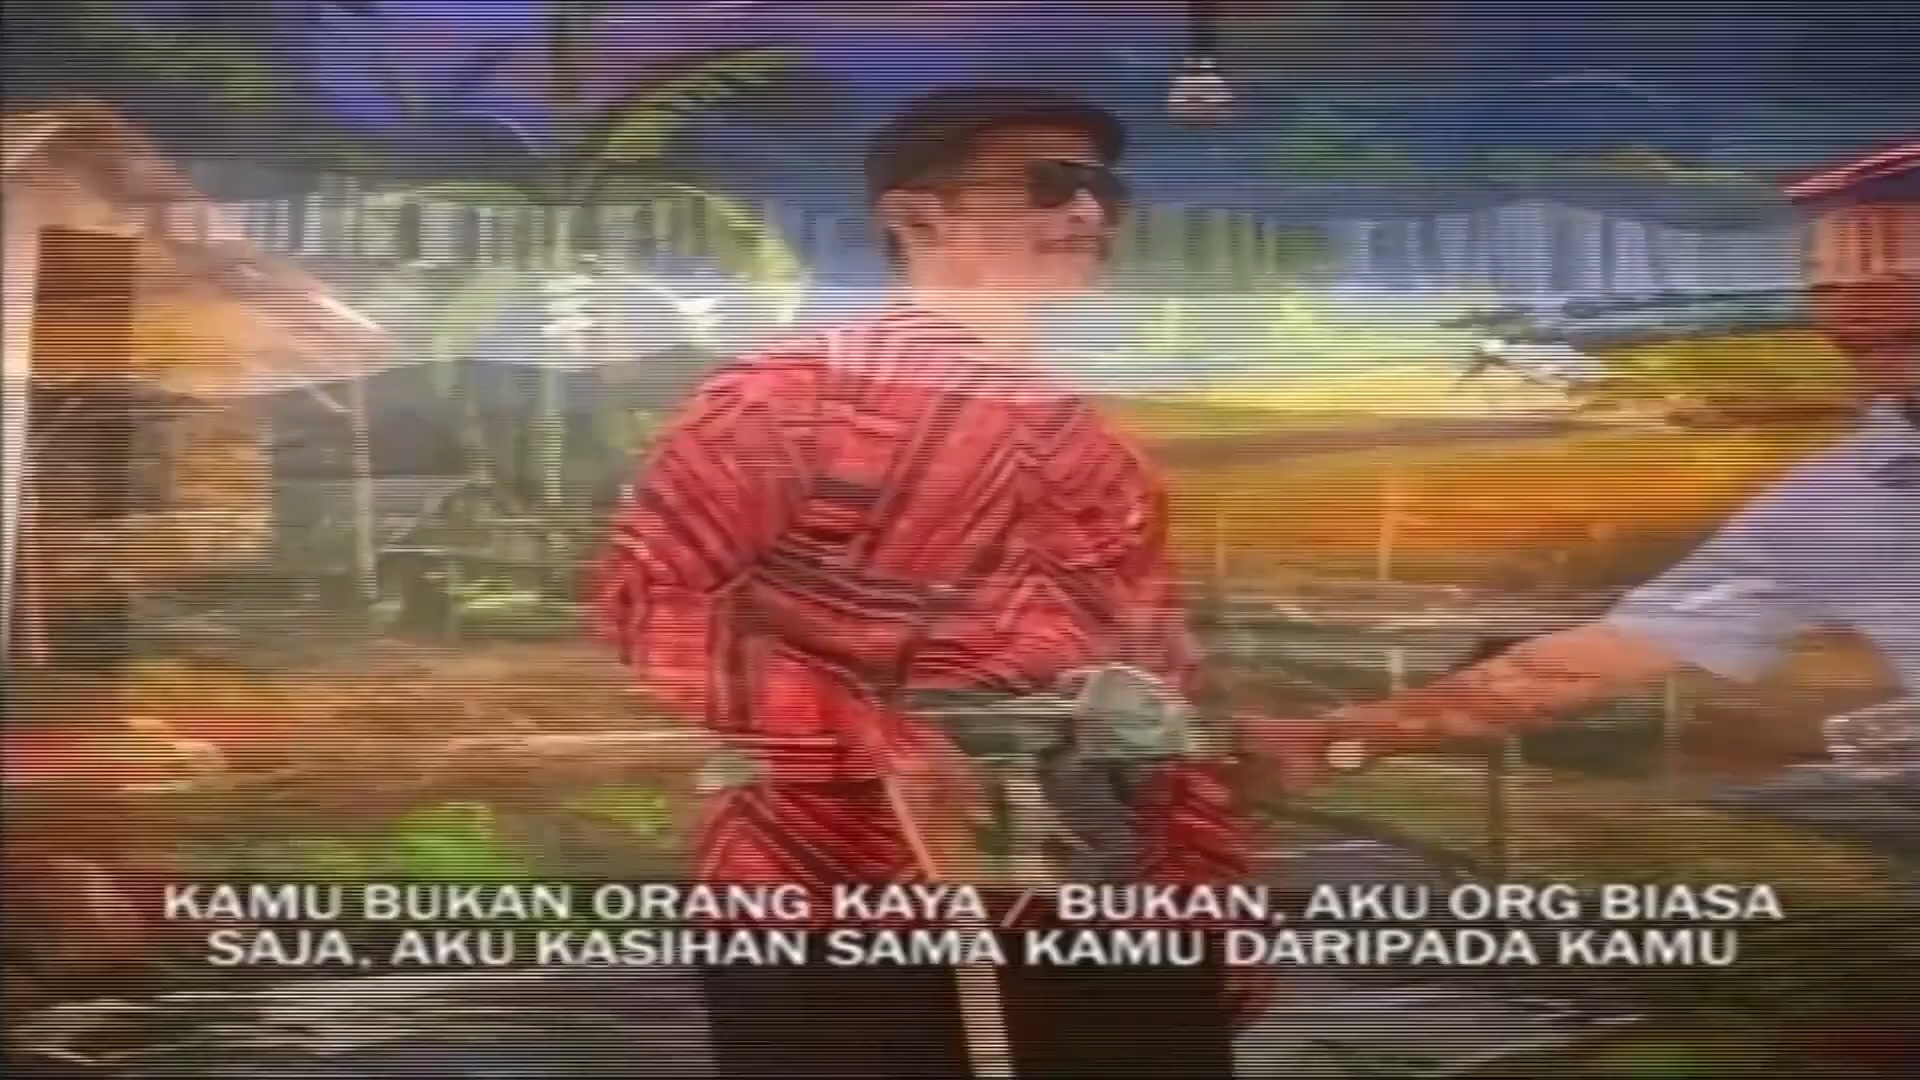 KAMU BUKAN ORANG KAYA / BUKAN, AKU ORG BIASA
SAJA. AKU KASIHAN SAMA KAMU DARIPADA KAMU